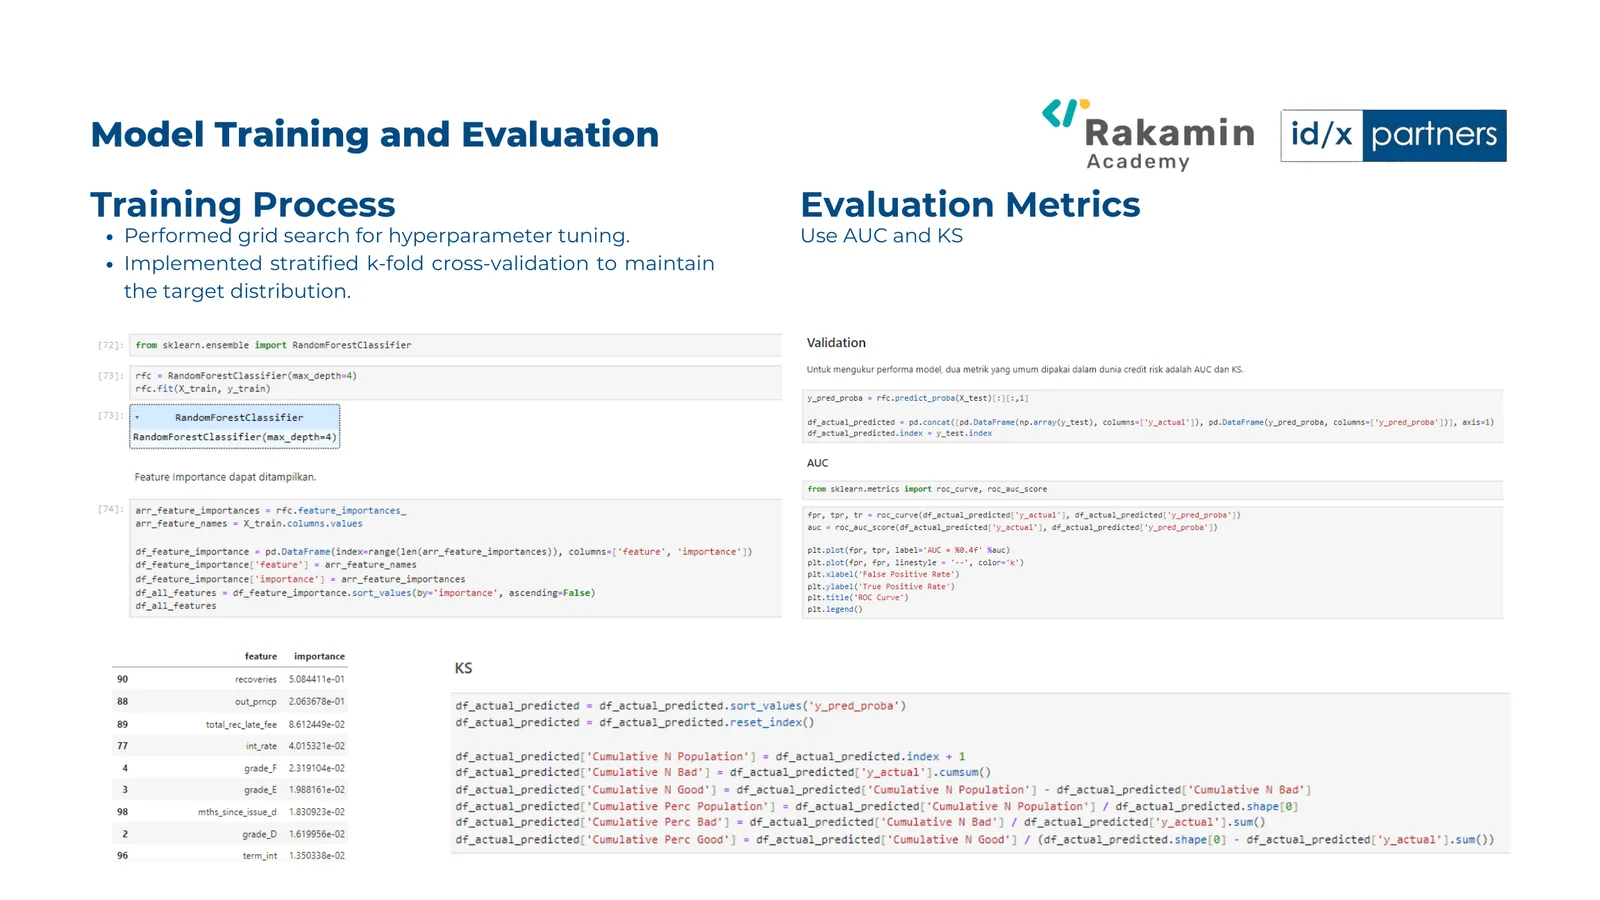 Model Training and Evaluation
Rakamin
Academy
id/x partners
Training Process
• Performed grid search for hyperparameter tuning.
• Implemented stratified k-fold cross-validation to maintain
the target distribution.
Evaluation Metrics
Use AUC and KS
[72]: from sklearn.ensemble import RandomForestClassifier
[73]: rfc = RandomForestClassifier(max_depth=4)
rfc.fit(X_train, y_train)
[73]: RandomForestClassifier
RandomForestClassifier(max_depth=4)
Feature Importance dapat ditampilkan.
[74]: arr_feature_importances = rfc.feature_importances_
arr_feature_names = X_train.columns.values
df_feature_importance = pd.DataFrame(index=range(len(arr_feature_importances)), columns=['feature', 'importance'])
df_feature_importance['feature'] = arr_feature_names
df_feature_importance['importance'] = arr_feature_importances
df_all_features = df_feature_importance.sort_values(by='importance', ascending=False)
df_all_features
Validation
Untuk mengukur performa model, dua metrik yang umum dipakai dalam dunia credit risk adalah AUC dan KS.
y_pred_proba = rfc.predict_proba(X_test)[:][:,1]
df_actual_predicted = pd.concat([pd.DataFrame(np.array(y_test), columns=['y_actual']), pd.DataFrame(y_pred_proba, columns=['y_pred_proba'])], axis=1)
df_actual_predicted.index = y_test.index
AUC
from sklearn.metrics import roc_curve, roc_auc_score
fpr, tpr, tr = roc_curve(df_actual_predicted['y_actual'], df_actual_predicted['y_pred_proba'])
auc = roc_auc_score(df_actual_predicted['y_actual'], df_actual_predicted['y_pred_proba'])
plt.plot(fpr, tpr, label='AUC = %0.4f' %auc)
plt.plot(fpr, fpr, linestyle = '--', color='k')
plt.xlabel('False Positive Rate')
plt.ylabel('True Positive Rate')
plt.title('ROC Curve')
plt.legend()
feature importance
90 recoveries 5.084411e-01
88 out_prncp 2.063678e-01
89 total_rec_late_fee 8.612449e-02
77 int_rate 4.015321e-02
4 grade_F 2.319104e-02
3 grade_E 1.988161e-02
98 mths_since_issue_d 1.830923e-02
2 grade_D 1.619956e-02
96 term_int 1.350338e-02
KS
df_actual_predicted = df_actual_predicted.sort_values('y_pred_proba')
df_actual_predicted = df_actual_predicted.reset_index()
df_actual_predicted['Cumulative N Population'] = df_actual_predicted.index + 1
df_actual_predicted['Cumulative N Bad'] = df_actual_predicted['y_actual'].cumsum()
df_actual_predicted['Cumulative N Good'] = df_actual_predicted['Cumulative N Population'] - df_actual_predicted['Cumulative N Bad']
df_actual_predicted['Cumulative Perc Population'] = df_actual_predicted['Cumulative N Population'] / df_actual_predicted.shape[0]
df_actual_predicted['Cumulative Perc Bad'] = df_actual_predicted['Cumulative N Bad'] / df_actual_predicted['y_actual'].sum()
df_actual_predicted['Cumulative Perc Good'] = df_actual_predicted['Cumulative N Good'] / (df_actual_predicted.shape[0] - df_actual_predicted['y_actual'].sum())